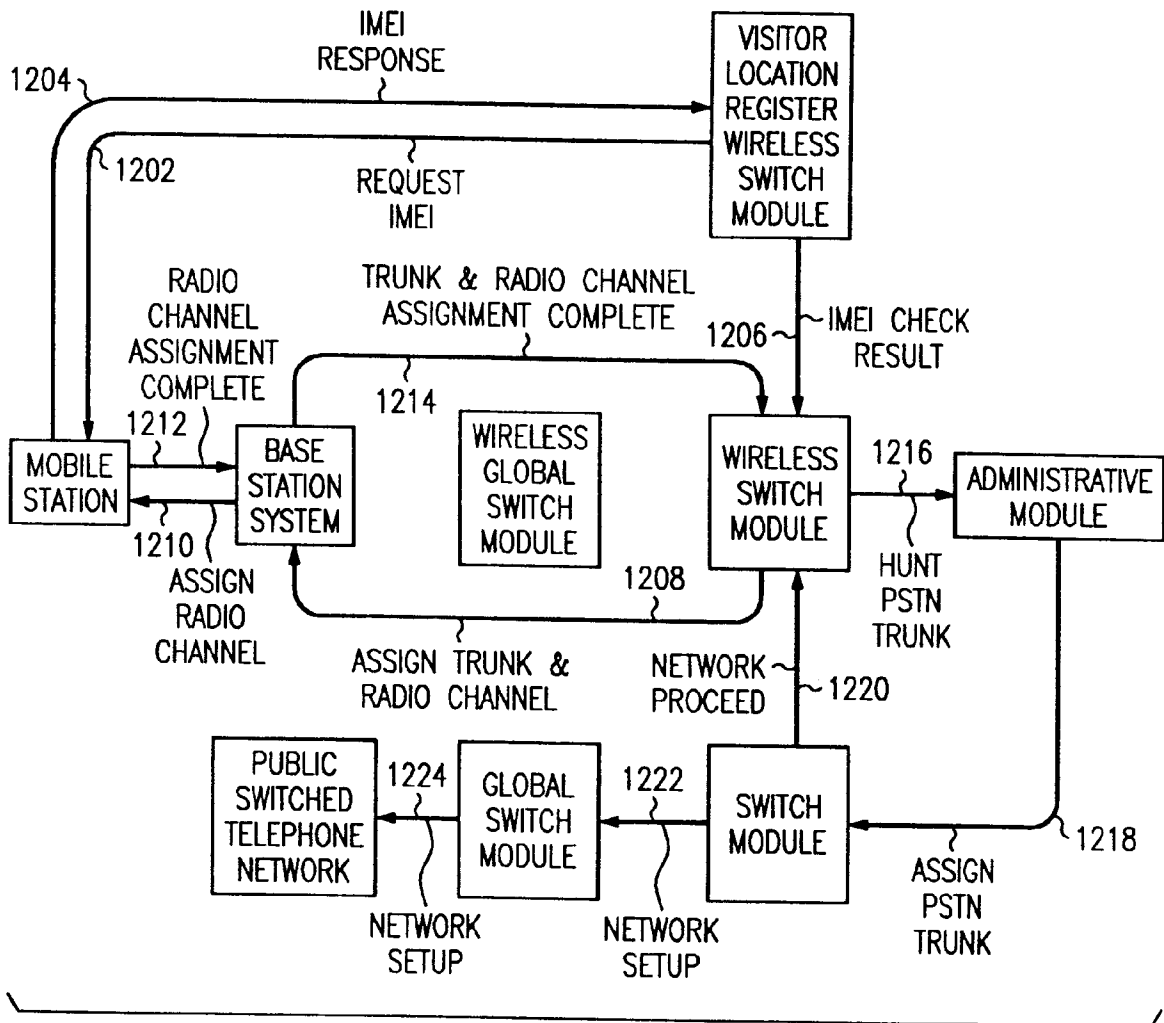 IMEI
RESPONSE
1204
VISITOR
LOCATION
REGISTER
WIRELESS
SWITCH
MODULE
1202
REQUEST
IMEI
RADIO
CHANNEL
ASSIGNMENT
COMPLETE
TRUNK & RADIO CHANNEL
ASSIGNMENT COMPLETE
1206
IMEI CHECK
RESULT
1214
1212
MOBILE
STATION
BASE
STATION
SYSTEM
WIRELESS
GLOBAL
SWITCH
MODULE
WIRELESS
SWITCH
MODULE
1216
ADMINISTRATIVE
MODULE
1210
ASSIGN
RADIO
CHANNEL
1208
HUNT
PSTN
TRUNK
ASSIGN TRUNK &
RADIO CHANNEL
NETWORK
PROCEED
1220
PUBLIC
SWITCHED
TELEPHONE
NETWORK
1224
GLOBAL
SWITCH
MODULE
1222
SWITCH
MODULE
1218
NETWORK
SETUP
NETWORK
SETUP
ASSIGN
PSTN
TRUNK